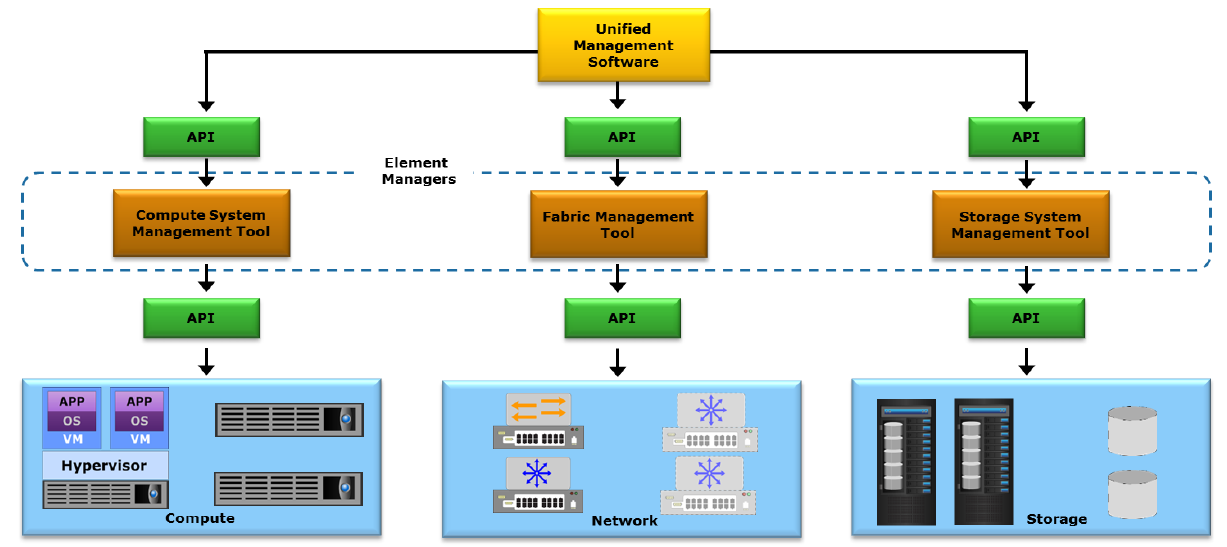 Unified
Management
Software
API
API
API
Element
Managers
Compute System
Management Tool
Fabric Management
Tool
Storage System
Management Tool
API
API
API
APP
APP
OS
OS
VM
VM
Hypervisor
Compute
Network
Storage